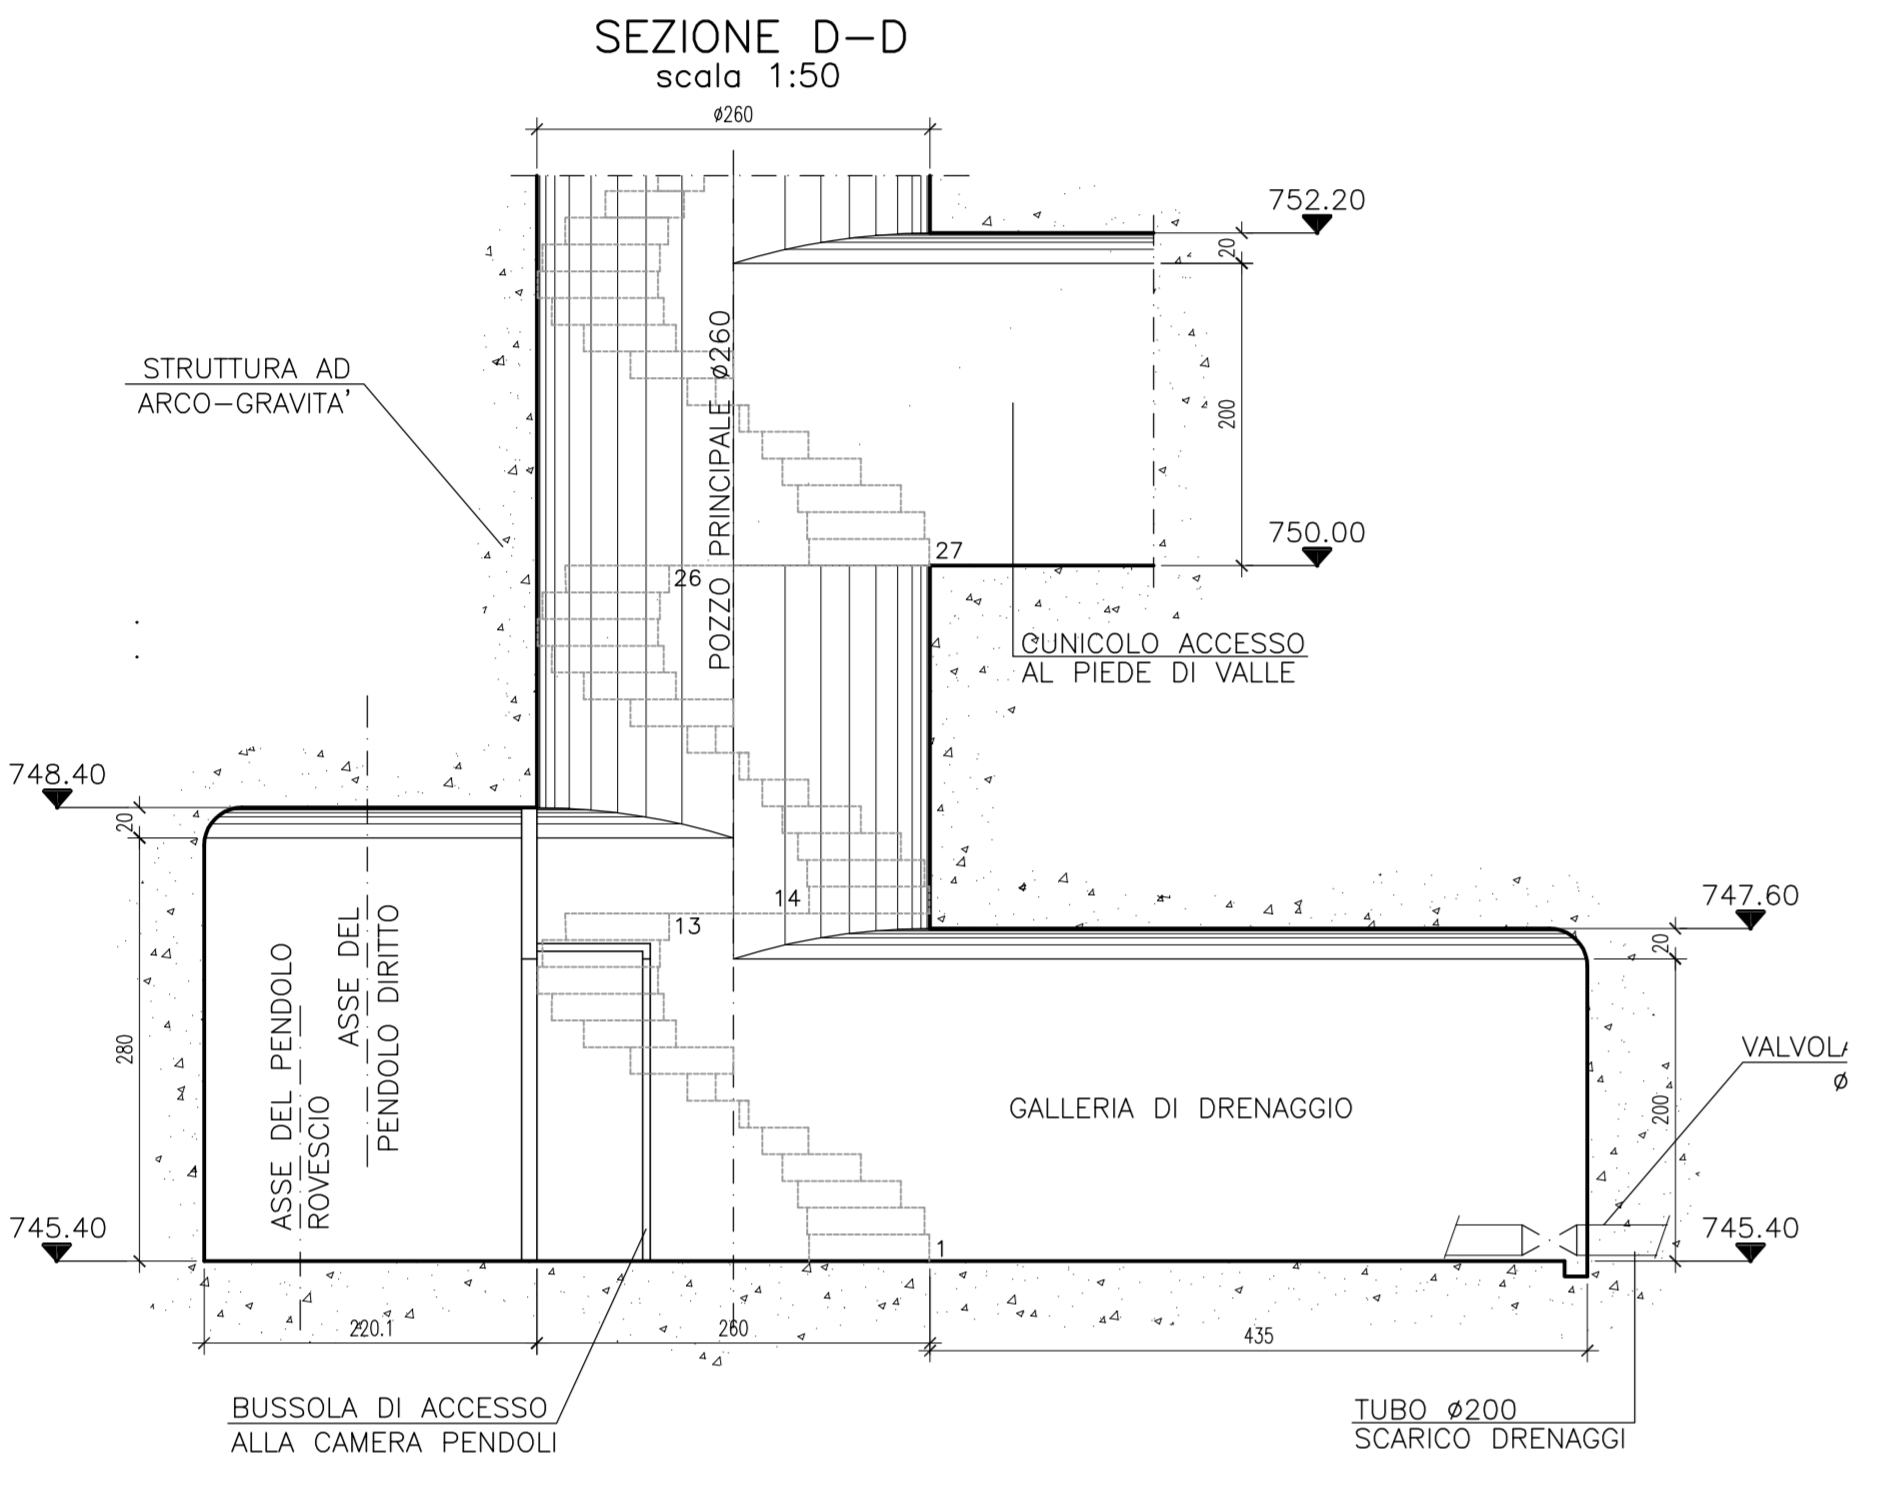 SEZIONE D-D
scala 1:50
ø260
752.20
20
STRUTTURA AD
ARCO-GRAVITA'
POZZO PRINCIPALE ø260
200
750.00
27
26
CUNICOLO ACCESSO
AL PIEDE DI VALLE
748.40
20
14
13
747.60
20
ASSE DEL PENDOLO
ROVESCIO
ASSE DEL
PENDOLO DIRITTO
280
GALLERIA DI DRENAGGIO
VALVOLA
ø
200
745.40
1
745.40
220.1
260
435
BUSSOLA DI ACCESSO
ALLA CAMERA PENDOLI
TUBO ø200
SCARICO DRENAGGI